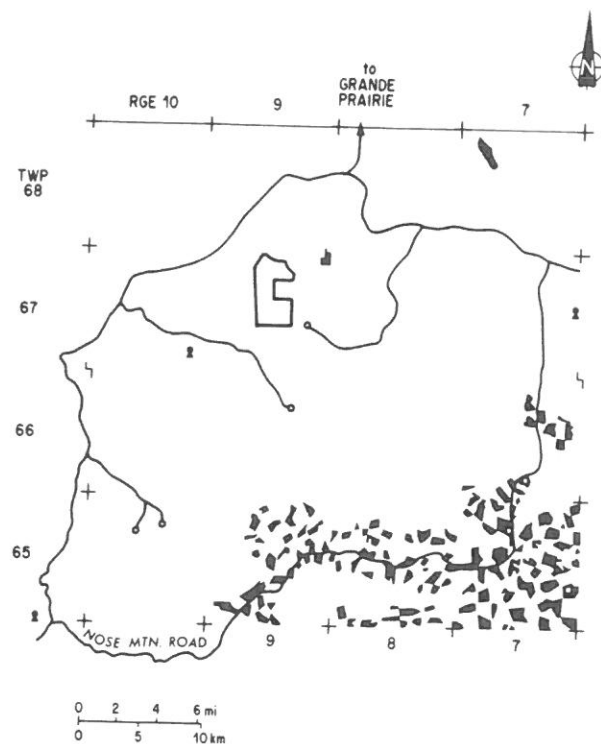 N
to
GRANDE
PRAIRIE
RGE 10 9 7
TWP
68
67
66
65
NOSE MTN. ROAD
9 8 7
0 2 4 6 mi
0 5 10 km